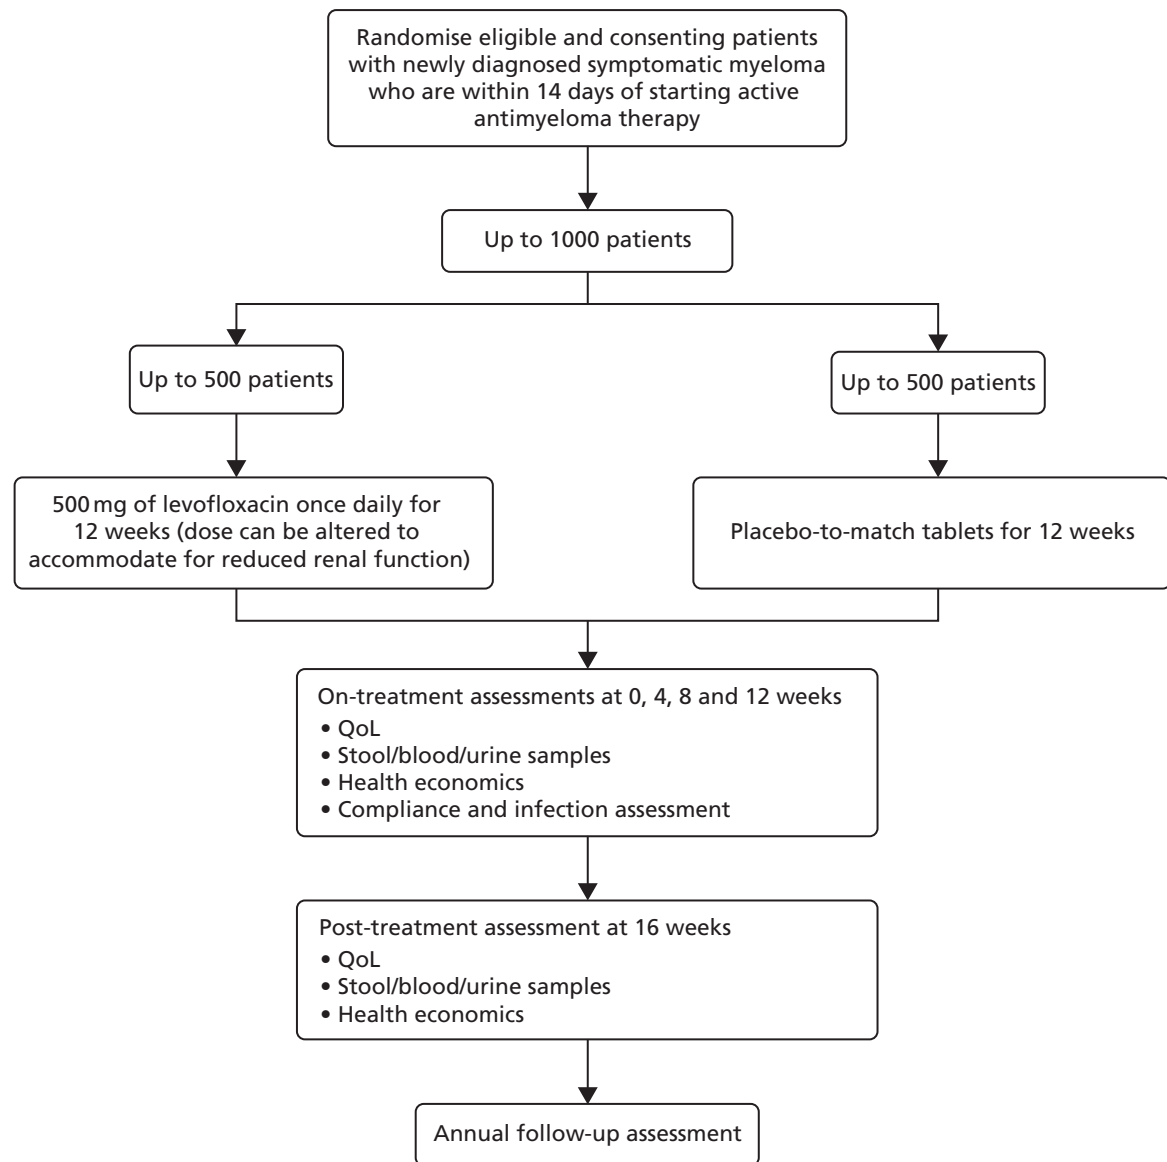 Randomise eligible and consenting patients
with newly diagnosed symptomatic myeloma
who are within 14 days of starting active
antimyeloma therapy
Up to 1000 patients
Up to 500 patients
Up to 500 patients
500 mg of levofloxacin once daily for
12 weeks (dose can be altered to
accommodate for reduced renal function)
Placebo-to-match tablets for 12 weeks
On-treatment assessments at 0, 4, 8 and 12 weeks
• QoL
• Stool/blood/urine samples
• Health economics
• Compliance and infection assessment
Post-treatment assessment at 16 weeks
• QoL
• Stool/blood/urine samples
• Health economics
Annual follow-up assessment